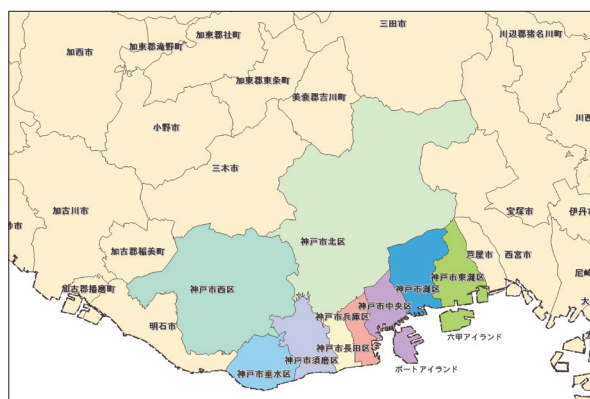 三田市
川辺郡猪名川町
加東郡社町
加西市
加東郡滝野町
加東郡東条町
美嚢郡吉川町
川西
小野市
三木市
加古川市
宝塚市
伊丹市
神戸市北区
加古郡稲美町
芦屋市
西宮市
神戸市東灘区
尼崎
神戸市西区
加古郡播磨町
神戸市灘区
神戸市中央区
神戸市兵庫区
明石市
六甲アイランド
神戸市長田区
神戸市須磨区
ポートアイランド
神戸市垂水区